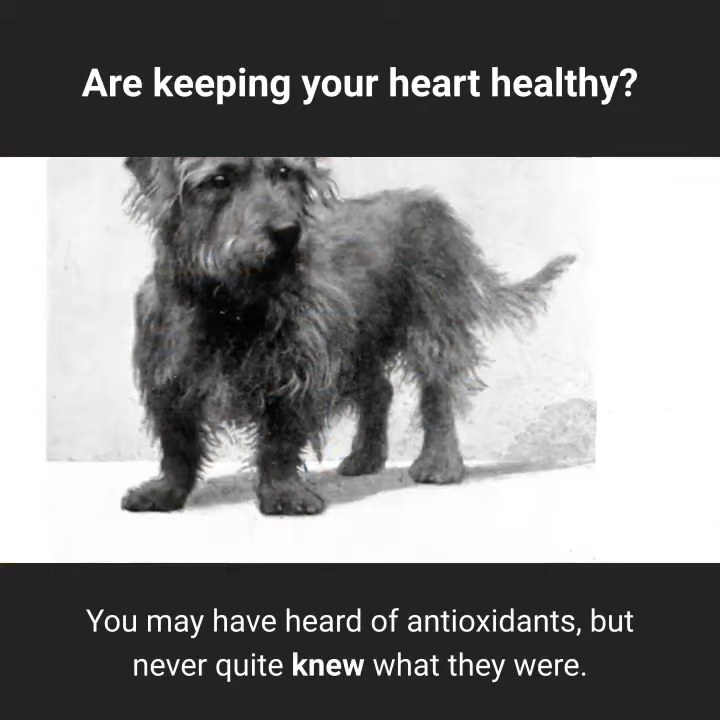 Are keeping your heart healthy?
You may have heard of antioxidants, but
never quite knew what they were.